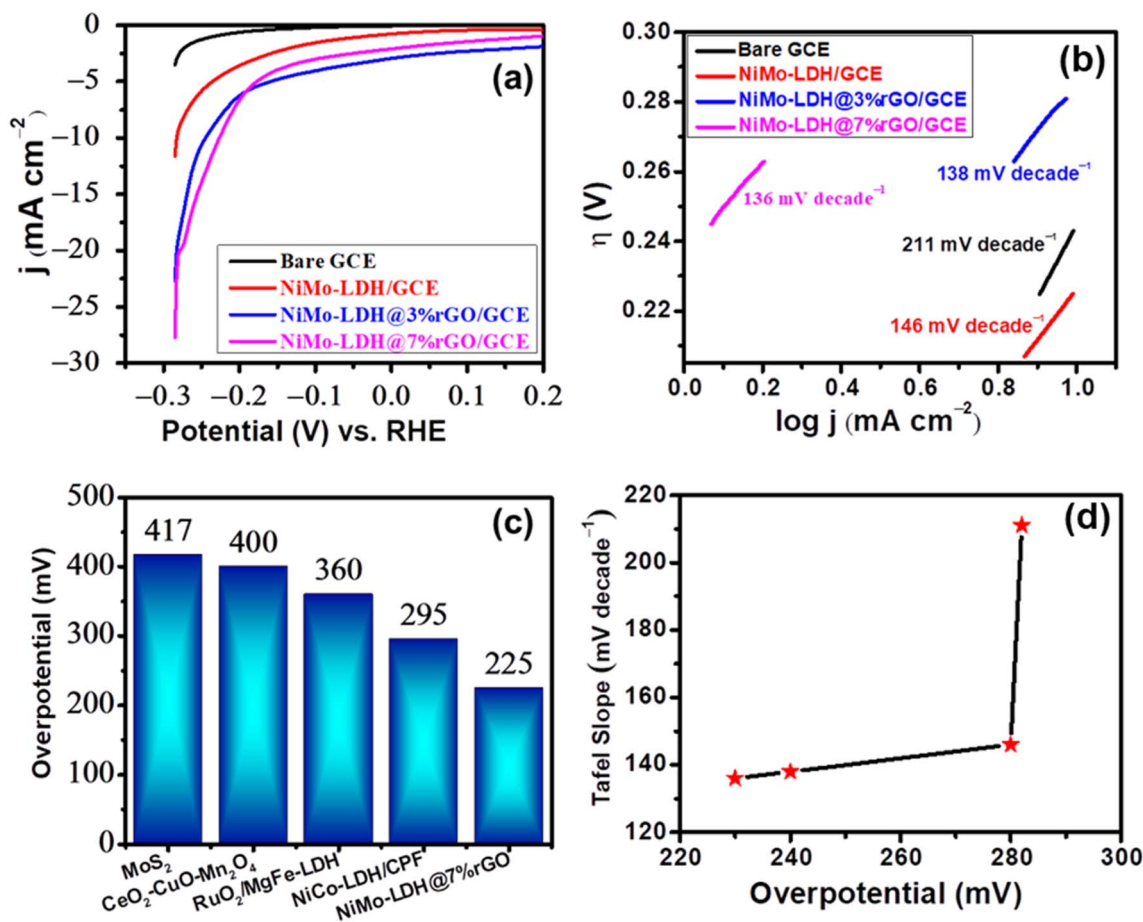 (a)
j (mA cm⁻²)
0
−5
−10
−15
−20
−25
−30
Bare GCE
NiMo-LDH/GCE
NiMo-LDH@3%rGO/GCE
NiMo-LDH@7%rGO/GCE
−0.3 −0.2 −0.1 0.0 0.1 0.2
Potential (V) vs. RHE
(b)
η (V)
0.30
0.28
0.26
0.24
0.22
Bare GCE
NiMo-LDH/GCE
NiMo-LDH@3%rGO/GCE
NiMo-LDH@7%rGO/GCE
138 mV decade⁻¹
136 mV decade⁻¹
211 mV decade⁻¹
146 mV decade⁻¹
0.0 0.2 0.4 0.6 0.8 1.0
log j (mA cm⁻²)
(c)
Overpotential (mV)
500
400
300
200
100
0
417
400
360
295
225
MoS₂
CeO₂-CuO-Mn₂O₄
RuO₂/MgFe-LDH
NiCo-LDH/CPF
NiMo-LDH@7%rGO
(d)
Tafel Slope (mV decade⁻¹)
220
200
180
160
140
120
220 240 260 280 300
Overpotential (mV)